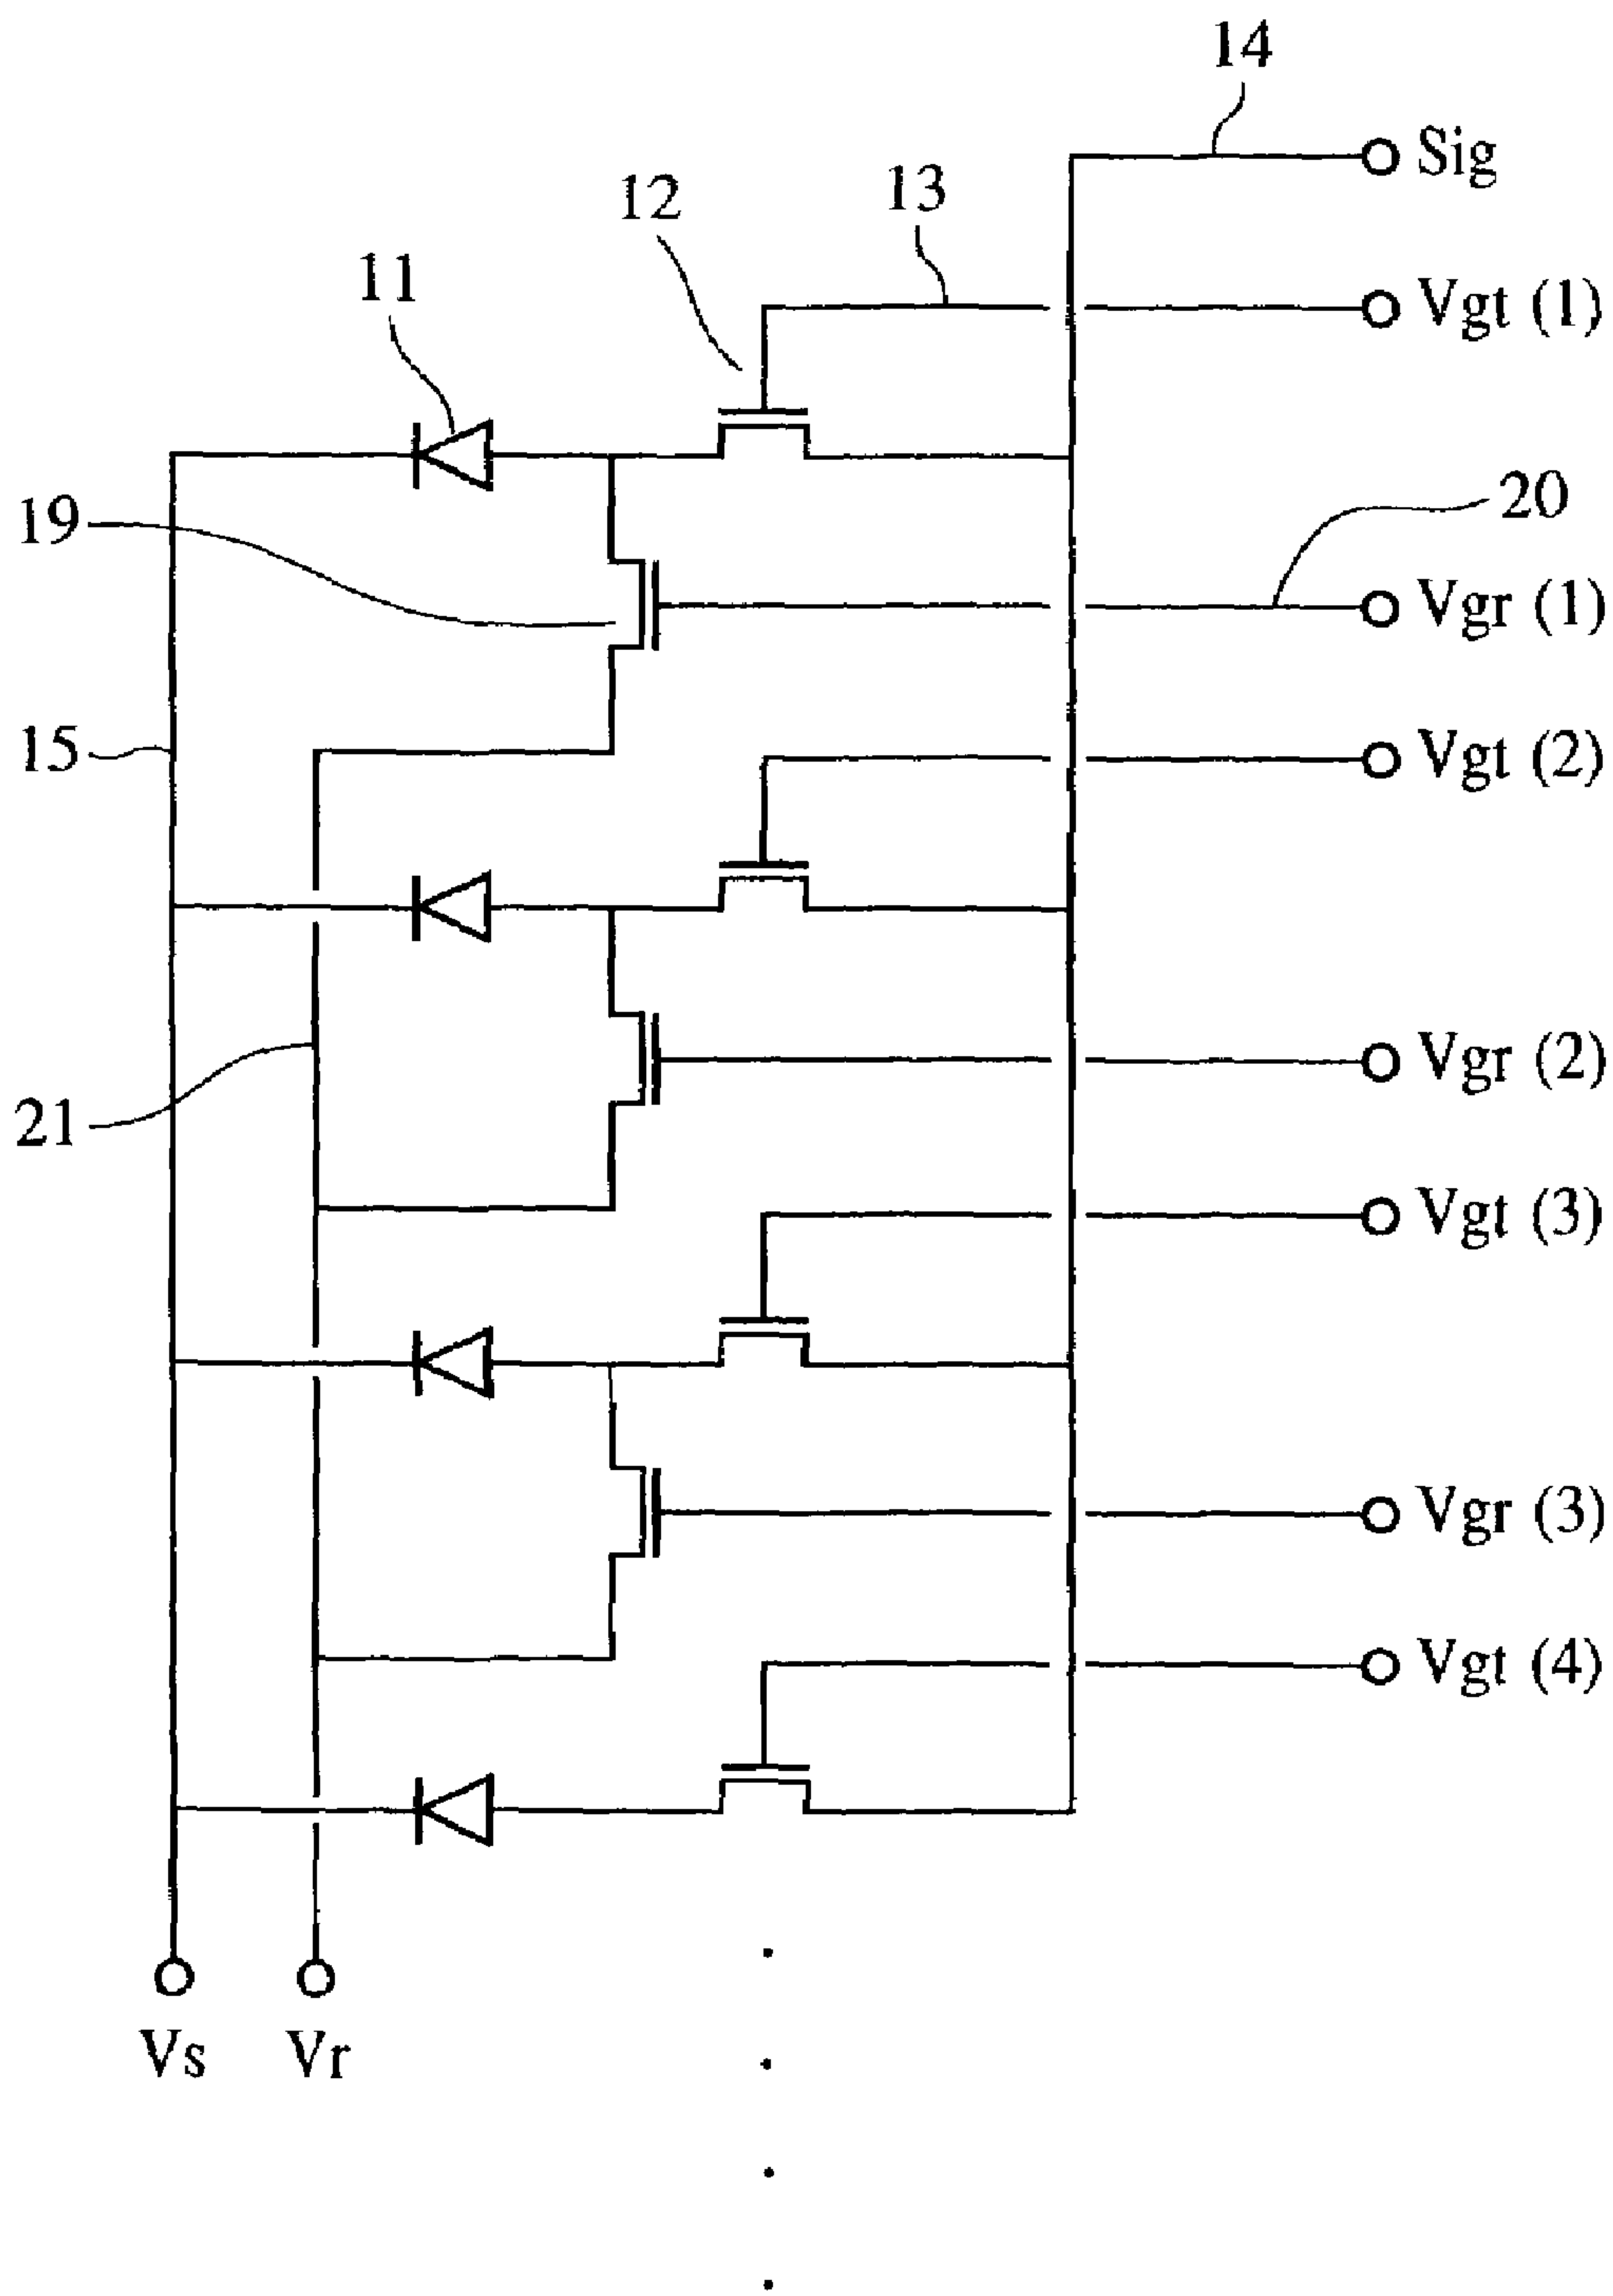 14
Sig
13
12
Vgt (1)
11
20
19
Vgr (1)
15
Vgt (2)
Vgr (2)
21
Vgt (3)
Vgr (3)
Vgt (4)
Vs
Vr